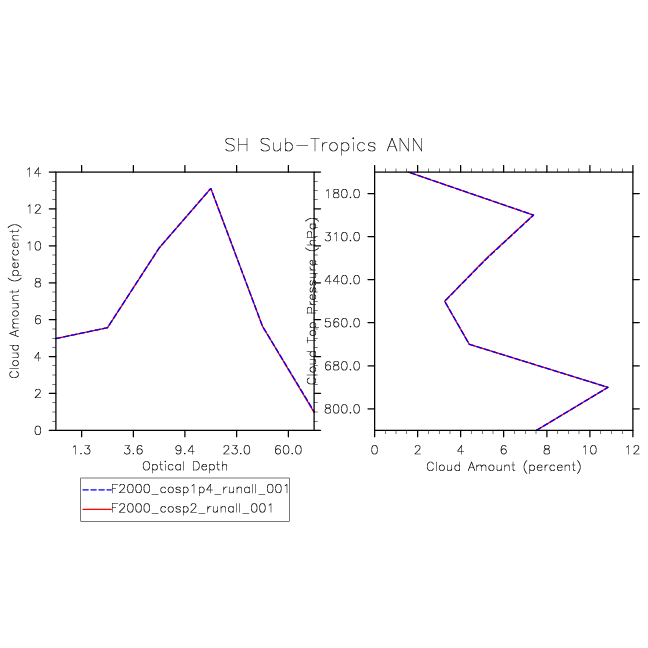 SH Sub-Tropics ANN
14
12
10
8
6
4
2
0
Cloud Amount (percent)
1.3 3.6 9.4 23.0 60.0
Optical Depth
Cloud Top Pressure (hPa)
180.0
310.0
440.0
560.0
680.0
800.0
0 2 4 6 8 10 12
Cloud Amount (percent)
F2000_cosp1p4_runall_001
F2000_cosp2_runall_001